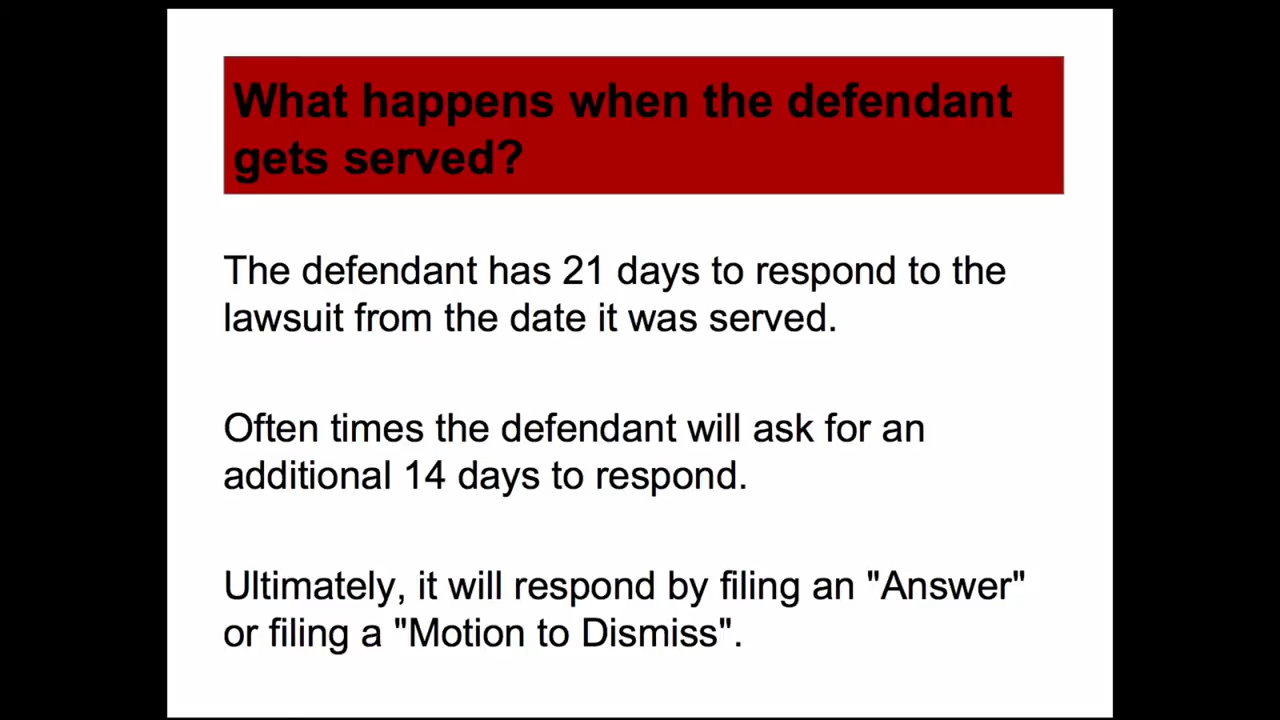 What happens when the defendant
gets served?
The defendant has 21 days to respond to the
lawsuit from the date it was served.
Often times the defendant will ask for an
additional 14 days to respond.
Ultimately, it will respond by filing an "Answer"
or filing a "Motion to Dismiss".